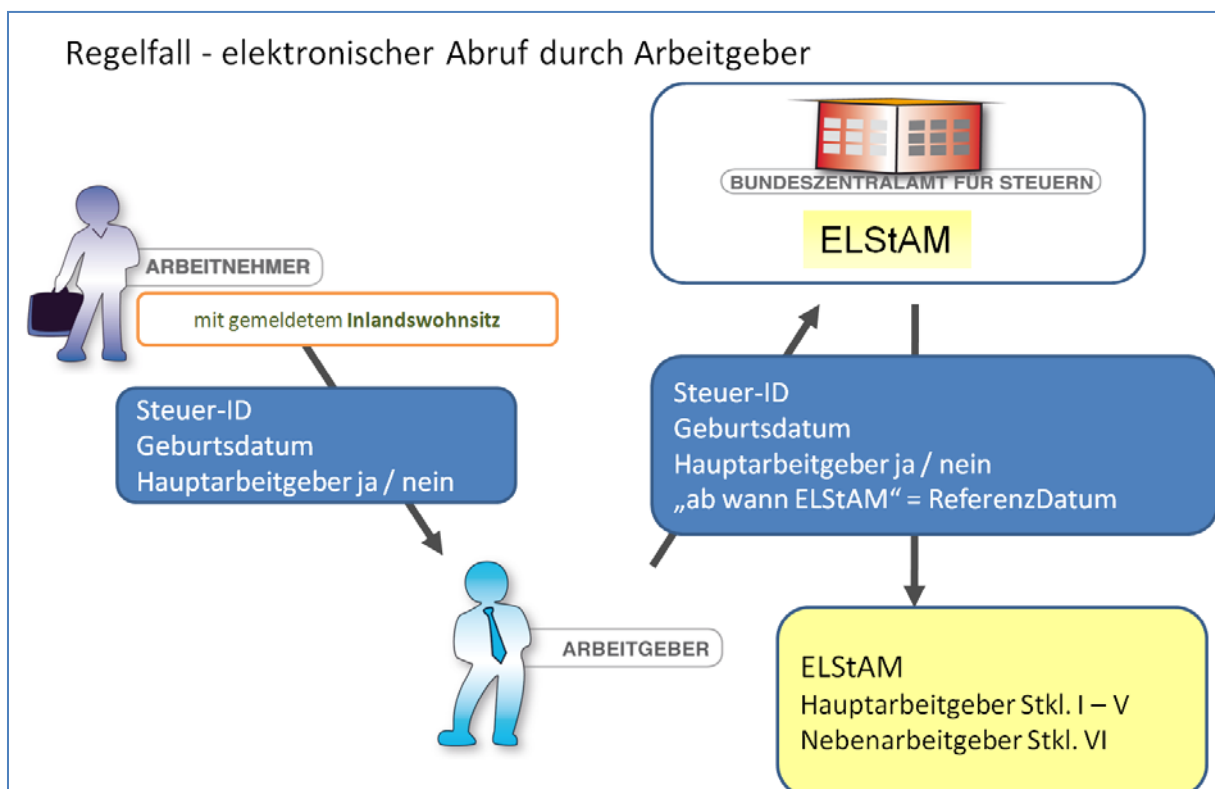 Regelfall - elektronischer Abruf durch Arbeitgeber
BUNDESZENTRALAMT FÜR STEUERN
ELStAM
ARBEITNEHMER
mit gemeldetem Inlandswohnsitz
Steuer-ID
Geburtsdatum
Hauptarbeitgeber ja / nein
Steuer-ID
Geburtsdatum
Hauptarbeitgeber ja / nein
„ab wann ELStAM“ = ReferenzDatum
ARBEITGEBER
ELStAM
Hauptarbeitgeber Stkl. I – V
Nebenarbeitgeber Stkl. VI